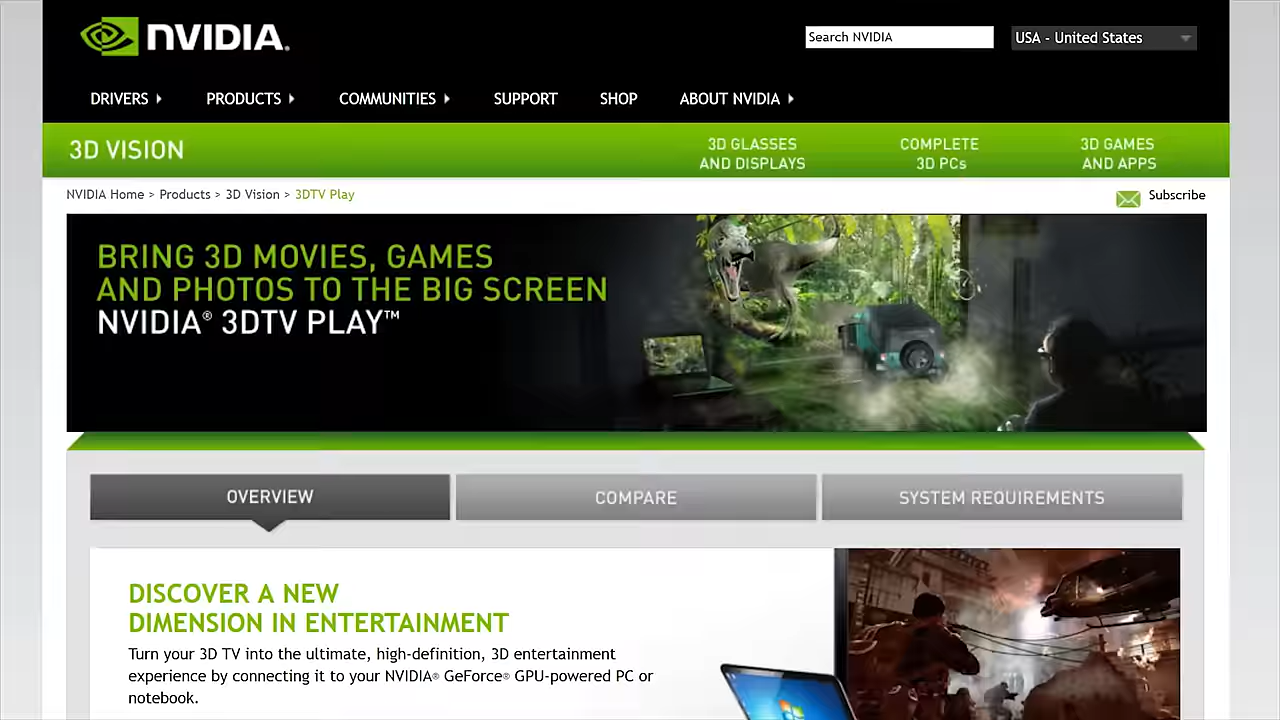 NVIDIA.
Search NVIDIA
USA - United States
DRIVERS
PRODUCTS
COMMUNITIES
SUPPORT
SHOP
ABOUT NVIDIA
3D VISION
3D GLASSES
AND DISPLAYS
COMPLETE
3D PCs
3D GAMES
AND APPS
NVIDIA Home > Products > 3D Vision > 3DTV Play
Subscribe
BRING 3D MOVIES, GAMES
AND PHOTOS TO THE BIG SCREEN
NVIDIA® 3DTV PLAY™
OVERVIEW
COMPARE
SYSTEM REQUIREMENTS
DISCOVER A NEW
DIMENSION IN ENTERTAINMENT
Turn your 3D TV into the ultimate, high-definition, 3D entertainment
experience by connecting it to your NVIDIA® GeForce® GPU-powered PC or
notebook.